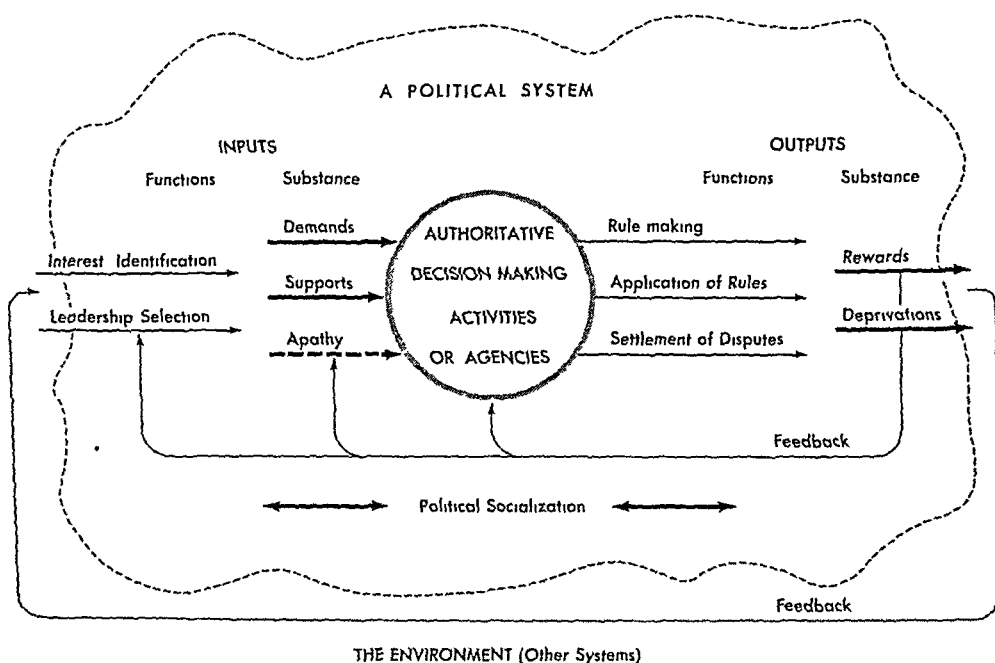 A POLITICAL SYSTEM
INPUTS
OUTPUTS
Functions
Substance
Functions
Substance
Demands
AUTHORITATIVE
Rule making
Interest Identification
DECISION MAKING
Rewards
Supports
Application of Rules
Leadership Selection
ACTIVITIES
Deprivations
Apathy
OR AGENCIES
Settlement of Disputes
Feedback
Political Socialization
Feedback
THE ENVIRONMENT (Other Systems)